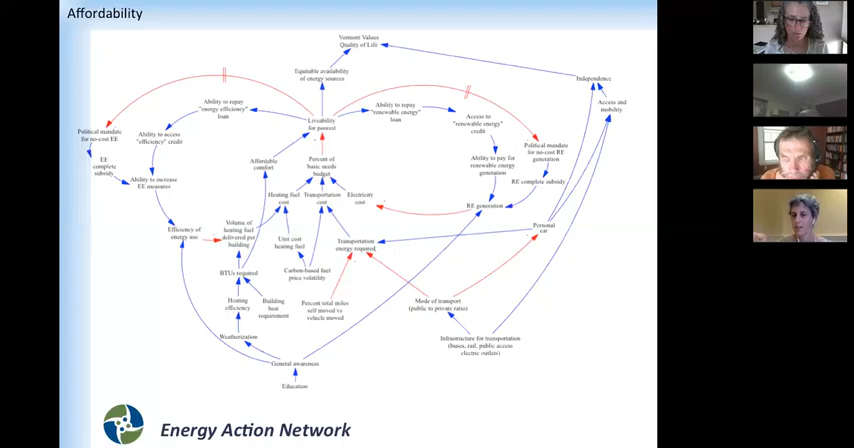 Affordability
Vermont Values
Quality of Life
Equitable availability
of energy sources
Independence
Ability to repay
"energy efficiency"
loan
Ability to repay
"renewable energy"
loan
Access and
mobility
Political mandate
for no-cost EE
Ability to access
"efficiency" credit
Liveability
for poorest
Access to
"renewable energy"
credit
Political mandate
for no-cost RE
generation
EE
complete
subsidy
Ability to increase
EE measures
Affordable
comfort
Percent of
basic needs
budget
Ability to pay for
renewable energy
generation
RE complete subsidy
Heating fuel
cost
Transportation
cost
Electricity
cost
RE generation
Efficiency of
energy use
Volume of
heating fuel
delivered per
building
Unit cost
heating fuel
Transportation
energy required
Personal
car
BTUs required
Carbon-based fuel
price volatility
Heating
efficiency
Building
heat
requirement
Percent total miles
self moved vs
vehicle moved
Mode of transport
(public to private ratio)
Weatherization
Infrastructure for transportation
(buses, rail, public access
electric outlets)
General awareness
Education
Energy Action Network